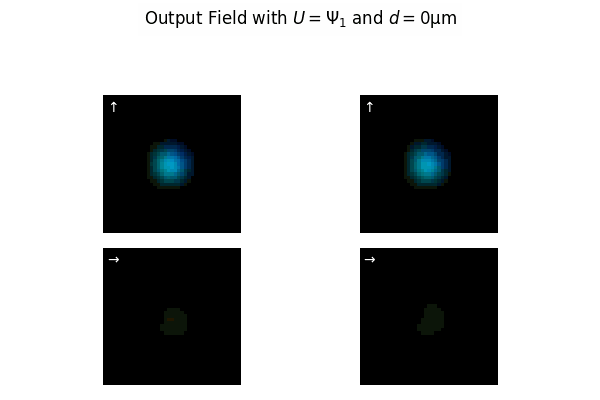 Output Field with U = Ψ₁ and d = 0µm
↑ ↑
→ →